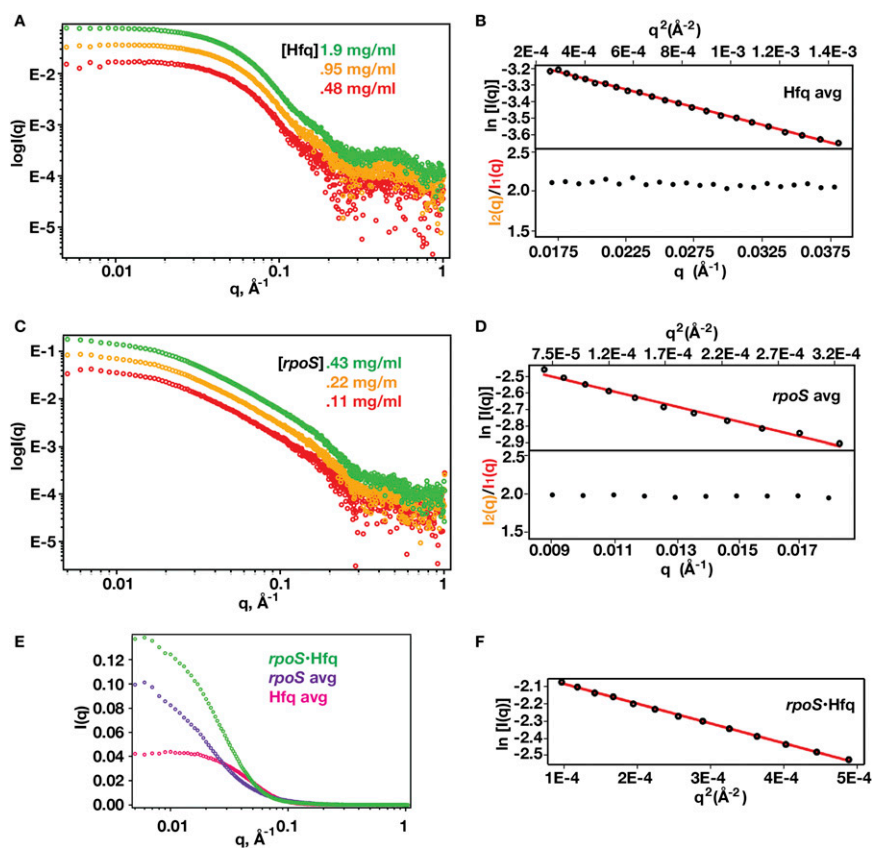 A
[Hfq] 1.9 mg/ml
.95 mg/ml
.48 mg/ml
logI(q)
E-2
E-3
E-4
E-5
0.01 0.1 1
q, Å-1
B
q2(Å-2)
2E-4 4E-4 6E-4 8E-4 1E-3 1.2E-3 1.4E-3
ln [I(q)]
-3.2
-3.3
-3.4
-3.5
-3.6
Hfq avg
I2(q)/I1(q)
2.5
2.0
1.5
0.0175 0.0225 0.0275 0.0325 0.0375
q (Å-1)
C
[rpoS] .43 mg/ml
.22 mg/m
.11 mg/ml
logI(q)
E-1
E-2
E-3
E-4
E-5
0.01 0.1 1
q, Å-1
D
q2(Å-2)
7.5E-5 1.2E-4 1.7E-4 2.2E-4 2.7E-4 3.2E-4
ln [I(q)]
-2.5
-2.6
-2.7
-2.8
-2.9
rpoS avg
I2(q)/I1(q)
2.5
2.0
1.5
0.009 0.011 0.013 0.015 0.017
q (Å-1)
E
rpoS·Hfq
rpoS avg
Hfq avg
I(q)
0.12
0.10
0.08
0.06
0.04
0.02
0.00
0.01 0.1 1
q, Å-1
F
ln [I(q)]
-2.1
-2.2
-2.3
-2.4
-2.5
rpoS·Hfq
1E-4 2E-4 3E-4 4E-4 5E-4
q2(Å-2)